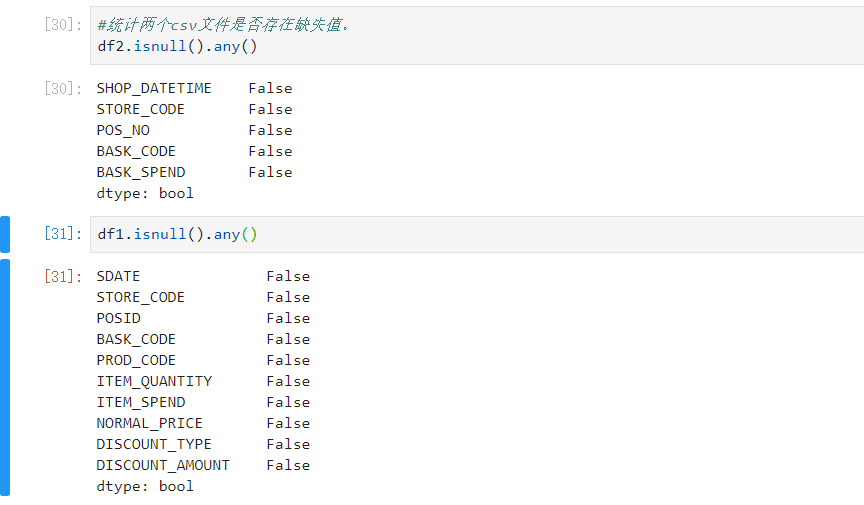 [30]: #统计两个csv文件是否存在缺失值。
df2.isnull().any()
[30]: SHOP_DATETIME    False
STORE_CODE       False
POS_NO           False
BASK_CODE        False
BASK_SPEND       False
dtype: bool
[31]: df1.isnull().any()
[31]: SDATE              False
STORE_CODE         False
POSID              False
BASK_CODE          False
PROD_CODE          False
ITEM_QUANTITY      False
ITEM_SPEND         False
NORMAL_PRICE       False
DISCOUNT_TYPE      False
DISCOUNT_AMOUNT    False
dtype: bool